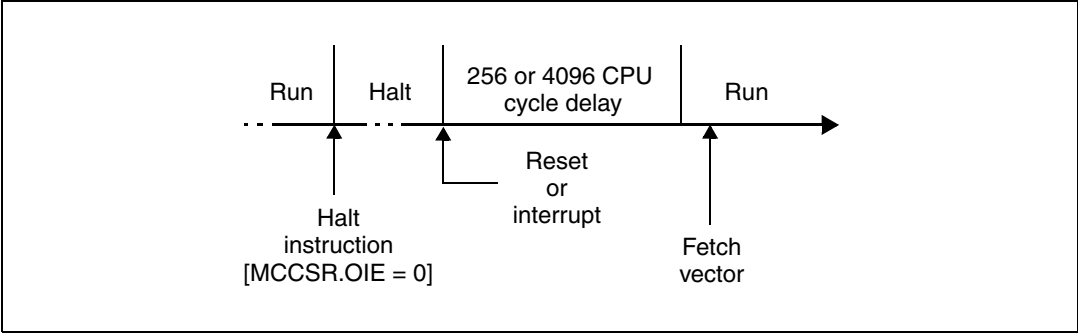 Run
Halt
256 or 4096 CPU
cycle delay
Run
Reset
or
interrupt
Halt
instruction
[MCCSR.OIE = 0]
Fetch
vector